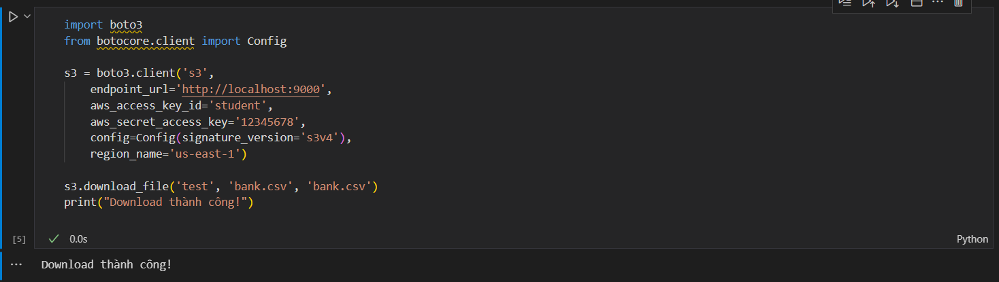 import boto3
from botocore.client import Config
s3 = boto3.client('s3',
    endpoint_url='http://localhost:9000',
    aws_access_key_id='student',
    aws_secret_access_key='12345678',
    config=Config(signature_version='s3v4'),
    region_name='us-east-1')
s3.download_file('test', 'bank.csv', 'bank.csv')
print("Download thành công!")
[5] 0.0s Python
Download thành công!